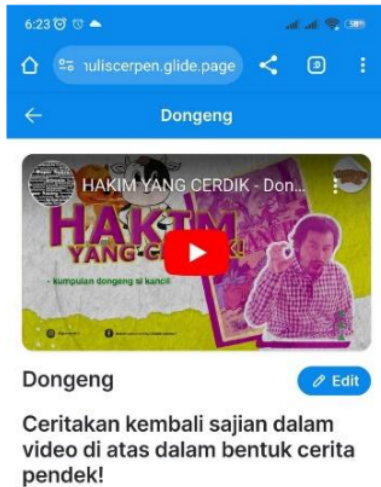 6:23
nuliscerpen.glide.page
Dongeng
HAKIM YANG CERDIK - Don...
HAKIM
YANG CERDIK!
- kumpulan dongeng si kancil
Dongeng
Edit
Ceritakan kembali sajian dalam
video di atas dalam bentuk cerita
pendek!